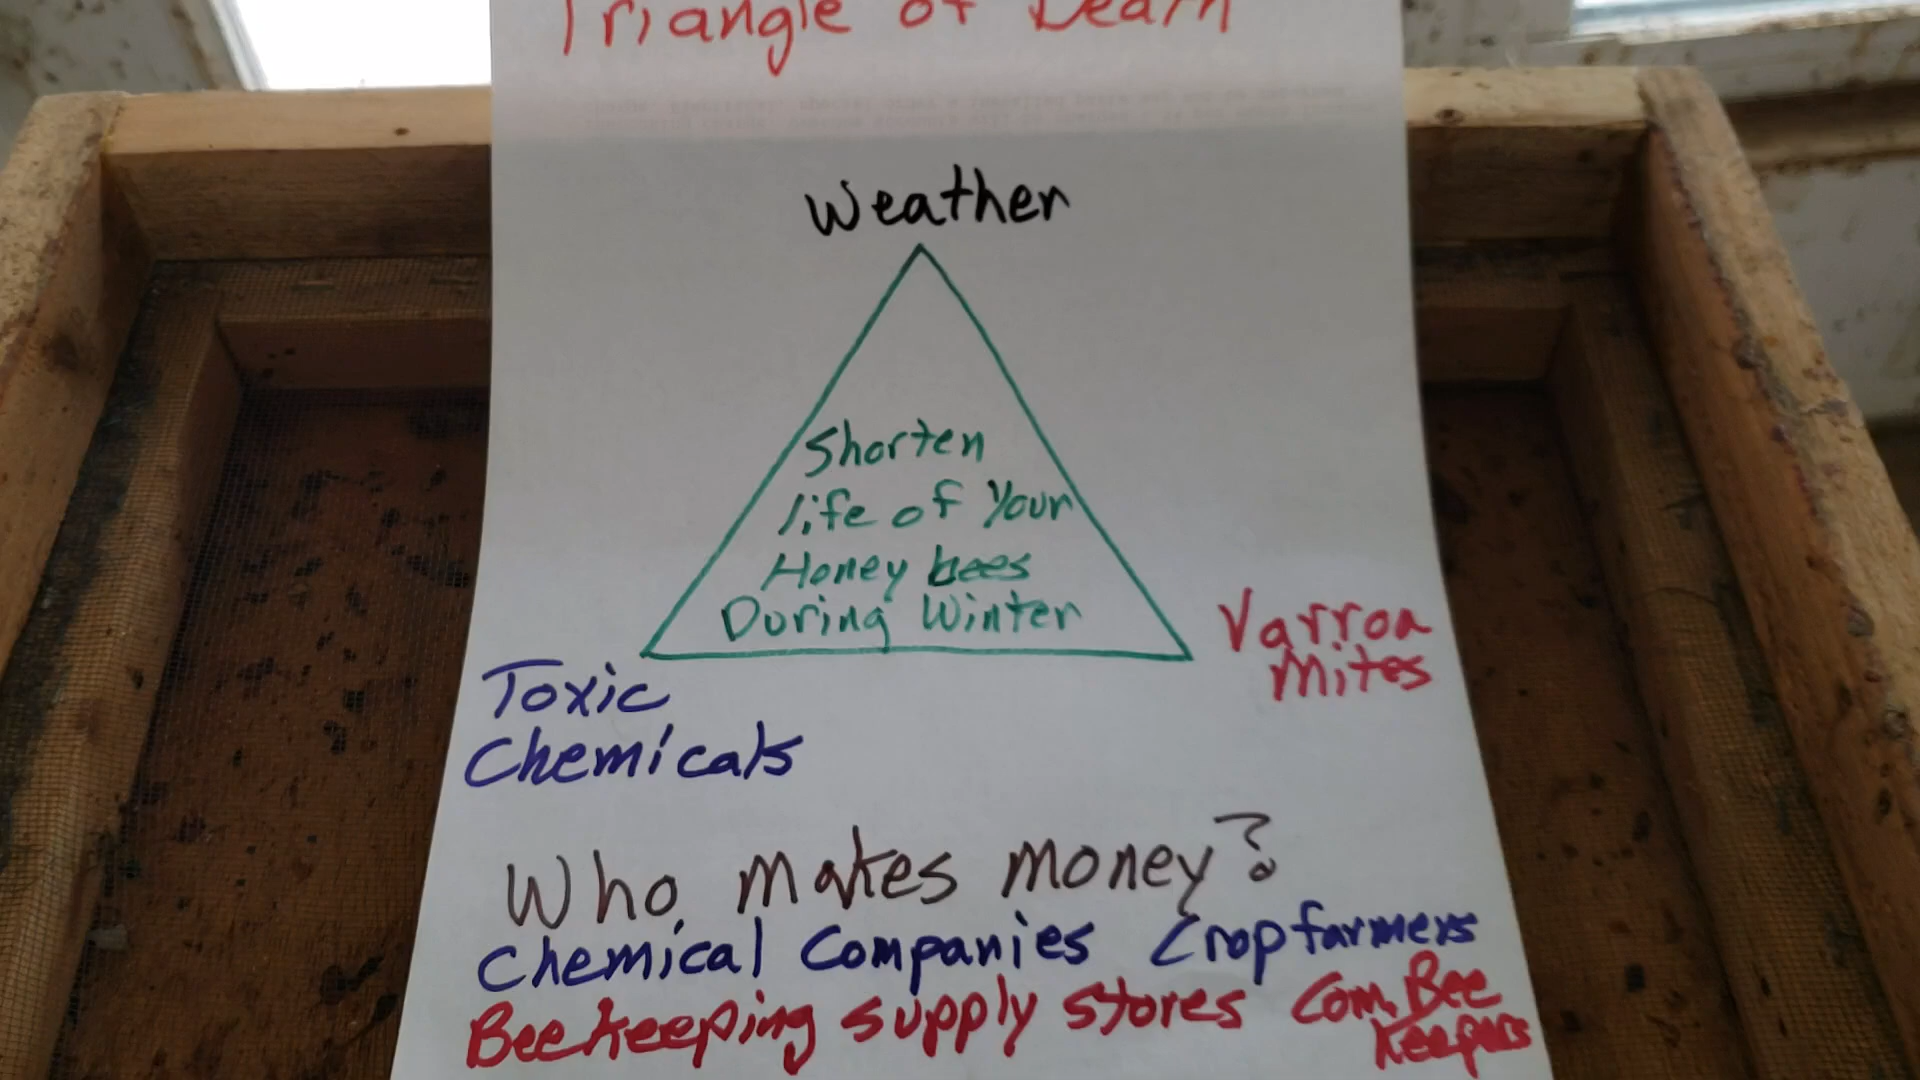 Triangle of Death
Weather
Shorten
life of Your
Honey bees
During Winter
Varroa
Mites
Toxic
Chemicals
Who makes money?
Chemical Companies Crop farmers
Beekeeping supply stores Com. Bee
Keepers